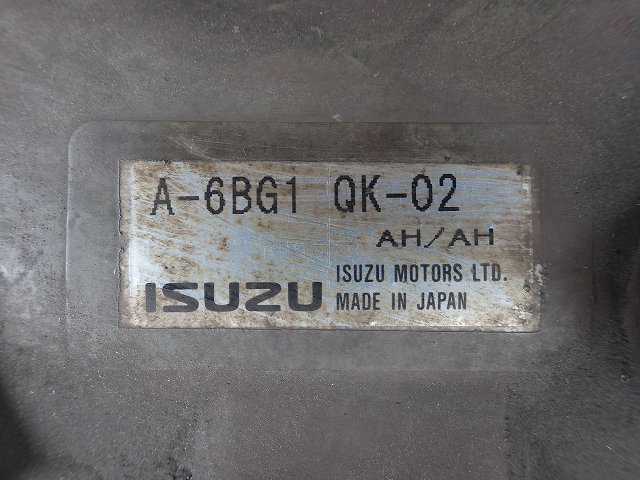 A-6BG1 QK-02
AH/AH
ISUZU
ISUZU MOTORS LTD.
MADE IN JAPAN